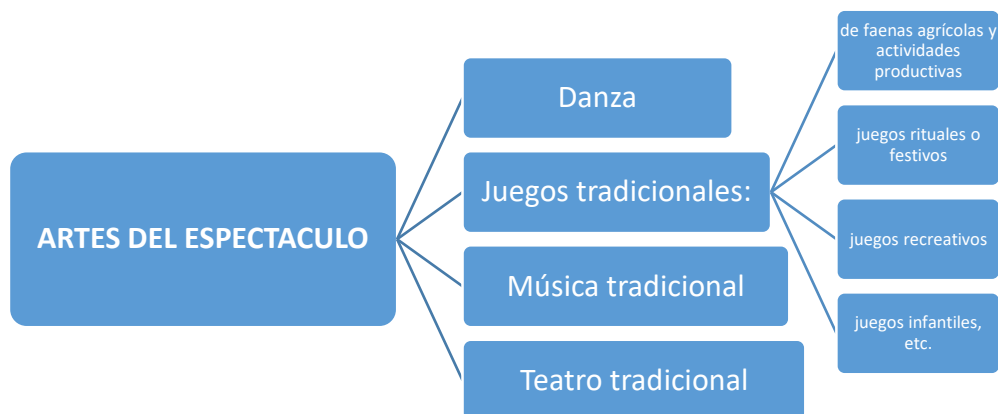 ARTES DEL ESPECTACULO
Danza
Juegos tradicionales:
Música tradicional
Teatro tradicional
de faenas agrícolas y
actividades
productivas
juegos rituales o
festivos
juegos recreativos
juegos infantiles,
etc.